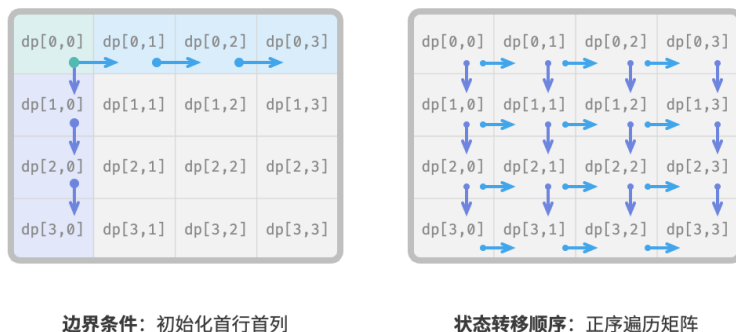 dp[0,0] dp[0,1] dp[0,2] dp[0,3]
dp[1,0] dp[1,1] dp[1,2] dp[1,3]
dp[2,0] dp[2,1] dp[2,2] dp[2,3]
dp[3,0] dp[3,1] dp[3,2] dp[3,3]
边界条件：初始化首行首列
dp[0,0] dp[0,1] dp[0,2] dp[0,3]
dp[1,0] dp[1,1] dp[1,2] dp[1,3]
dp[2,0] dp[2,1] dp[2,2] dp[2,3]
dp[3,0] dp[3,1] dp[3,2] dp[3,3]
状态转移顺序：正序遍历矩阵